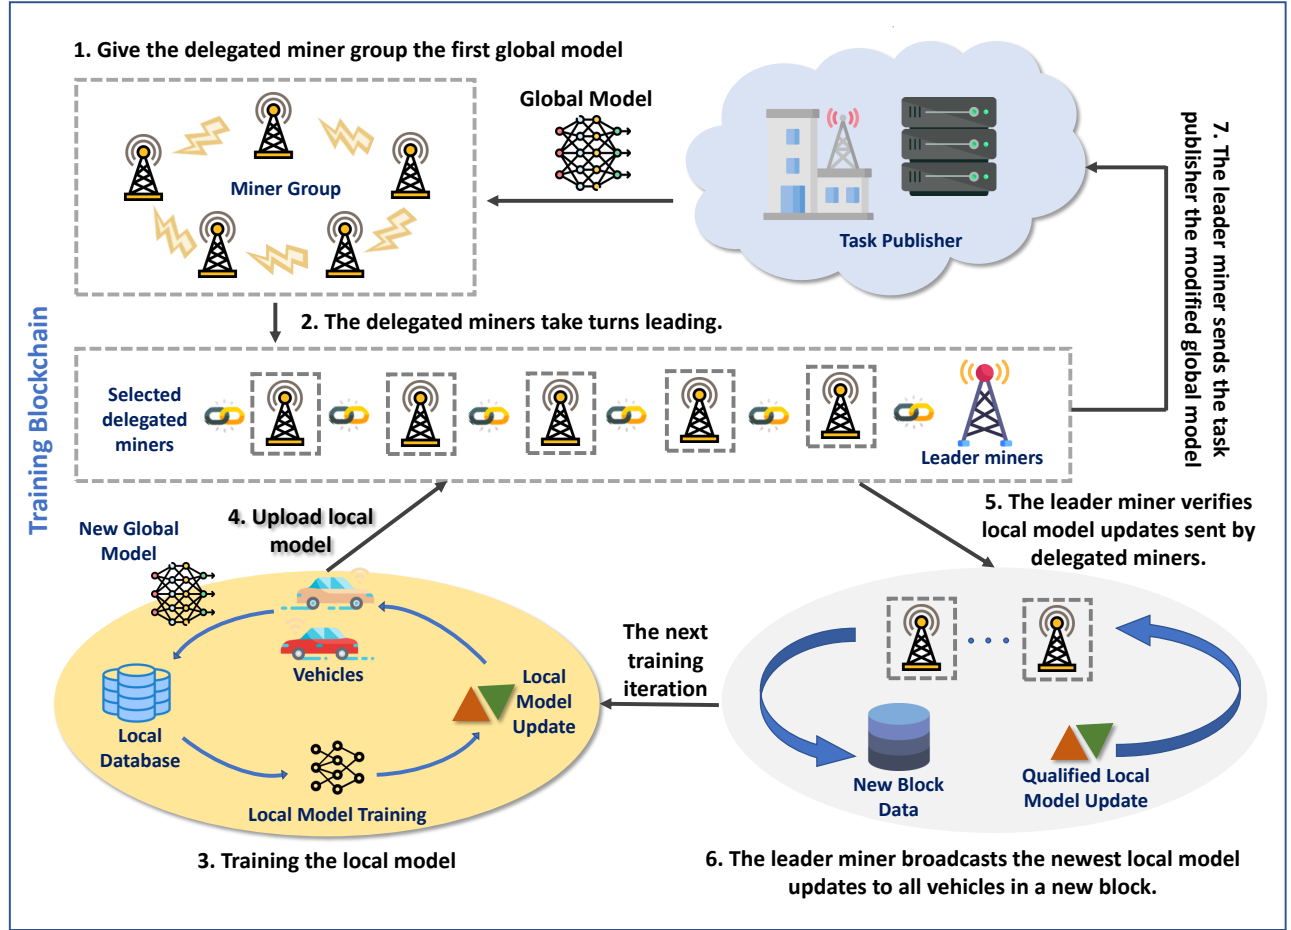 1. Give the delegated miner group the first global model
Global Model
Miner Group
Task Publisher
7. The leader miner sends the task
publisher the modified global model
2. The delegated miners take turns leading.
Training Blockchain
Selected
delegated
miners
Leader miners
4. Upload local
model
5. The leader miner verifies
local model updates sent by
delegated miners.
New Global
Model
Vehicles
Local
Database
Local
Model
Update
Local Model Training
The next
training
iteration
New Block
Data
Qualified Local
Model Update
3. Training the local model
6. The leader miner broadcasts the newest local model
updates to all vehicles in a new block.